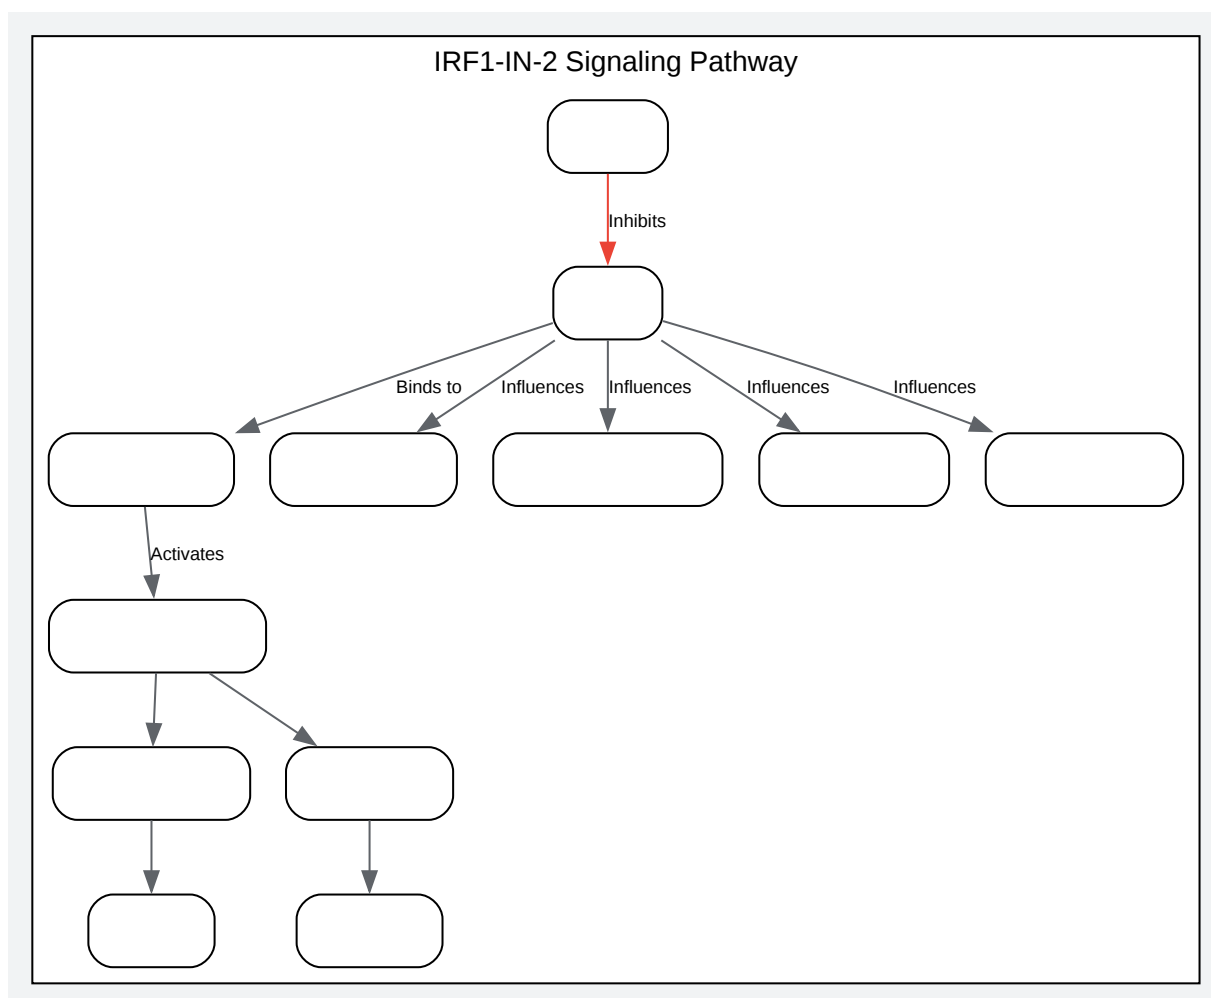 IRF1-IN-2 Signaling Pathway
Inhibits
Binds to
Influences
Influences
Influences
Influences
Activates